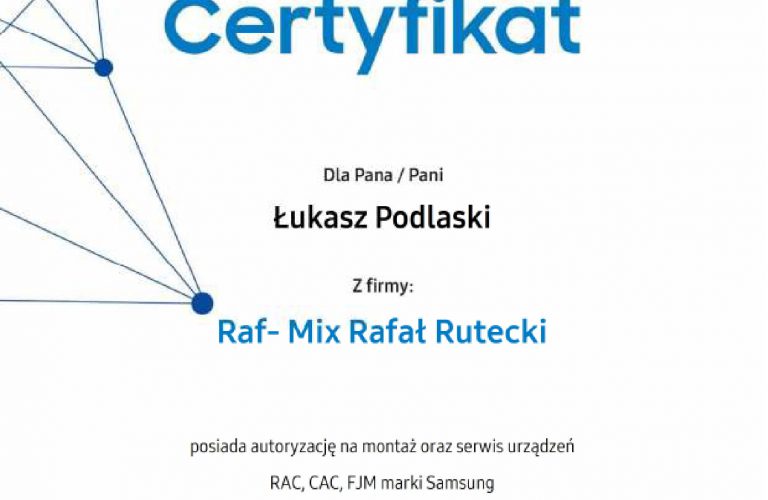 Certyfikat
Dla Pana / Pani
Łukasz Podlaski
Z firmy:
Raf- Mix Rafał Rutecki
posiada autoryzację na montaż oraz serwis urządzeń
RAC, CAC, FJM marki Samsung